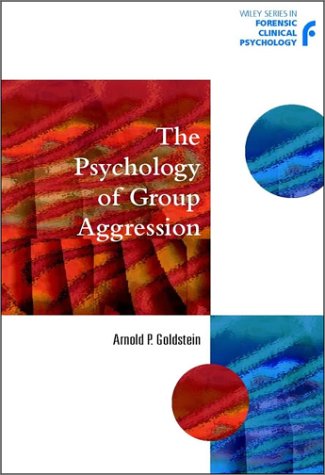 WILEY SERIES IN
FORENSIC
CLINICAL
PSYCHOLOGY
The
Psychology
of Group
Aggression
Arnold P. Goldstein